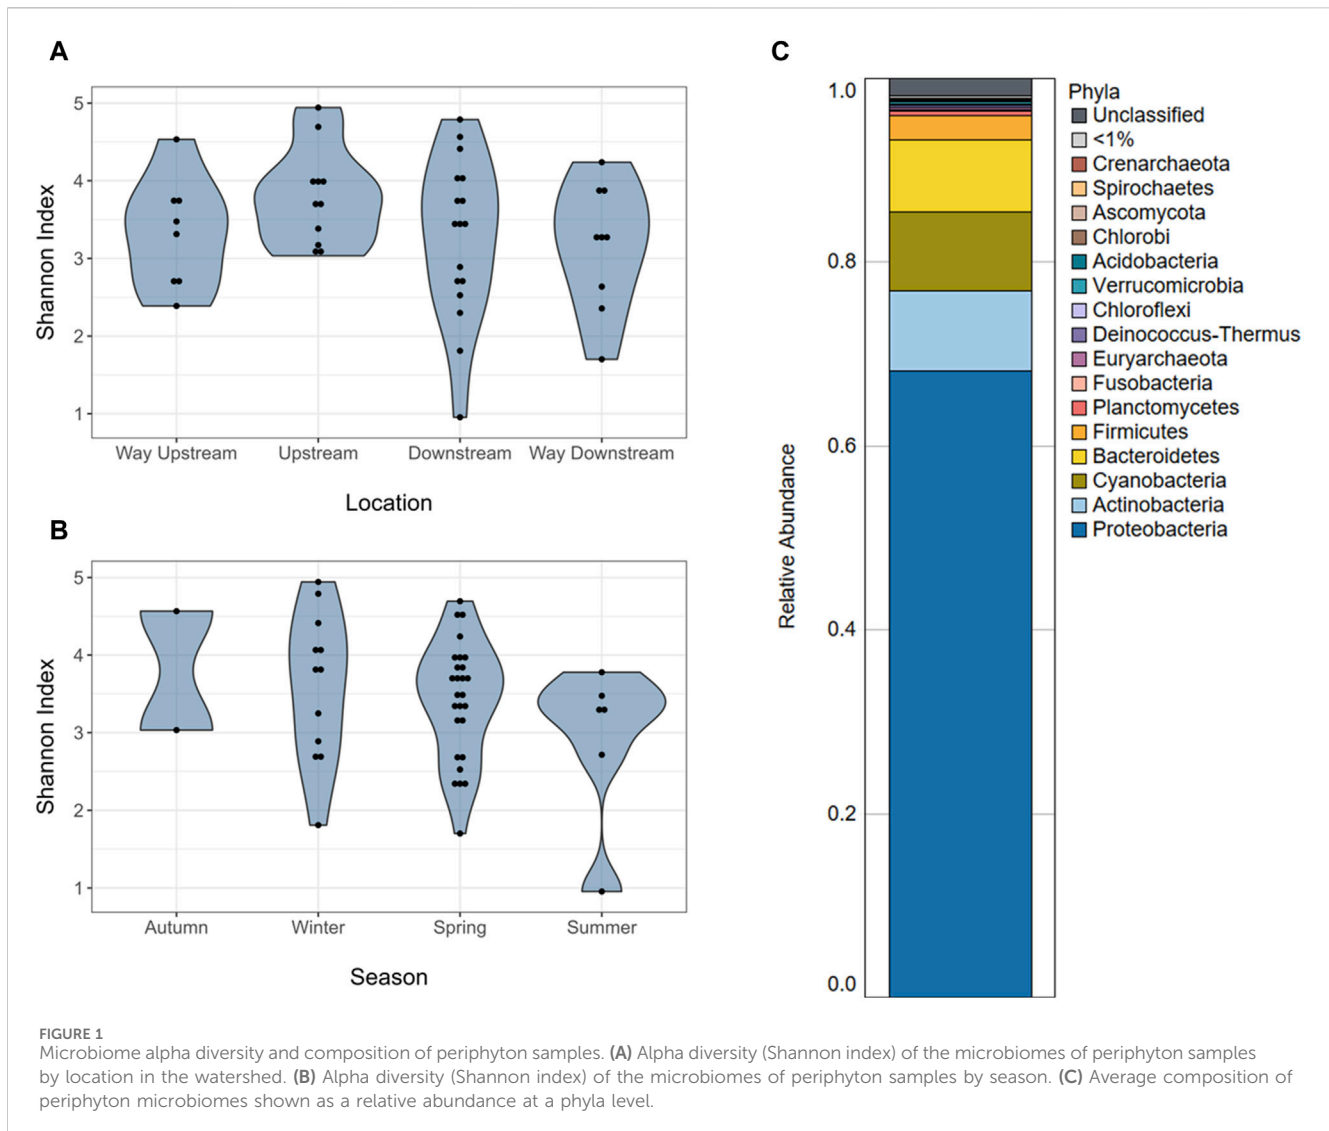 A
Shannon Index
5
4
3
2
1
Way Upstream
Upstream
Downstream
Way Downstream
Location
B
Shannon Index
5
4
3
2
1
Autumn
Winter
Spring
Summer
Season
C
Relative Abundance
1.0
0.8
0.6
0.4
0.2
0.0
Phyla
Unclassified
<1%
Crenarchaeota
Spirochaetes
Ascomycota
Chlorobi
Acidobacteria
Verrucomicrobia
Chloroflexi
Deinococcus-Thermus
Euryarchaeota
Fusobacteria
Planctomycetes
Firmicutes
Bacteroidetes
Cyanobacteria
Actinobacteria
Proteobacteria
FIGURE 1
Microbiome alpha diversity and composition of periphyton samples. (A) Alpha diversity (Shannon index) of the microbiomes of periphyton samples
by location in the watershed. (B) Alpha diversity (Shannon index) of the microbiomes of periphyton samples by season. (C) Average composition of
periphyton microbiomes shown as a relative abundance at a phyla level.